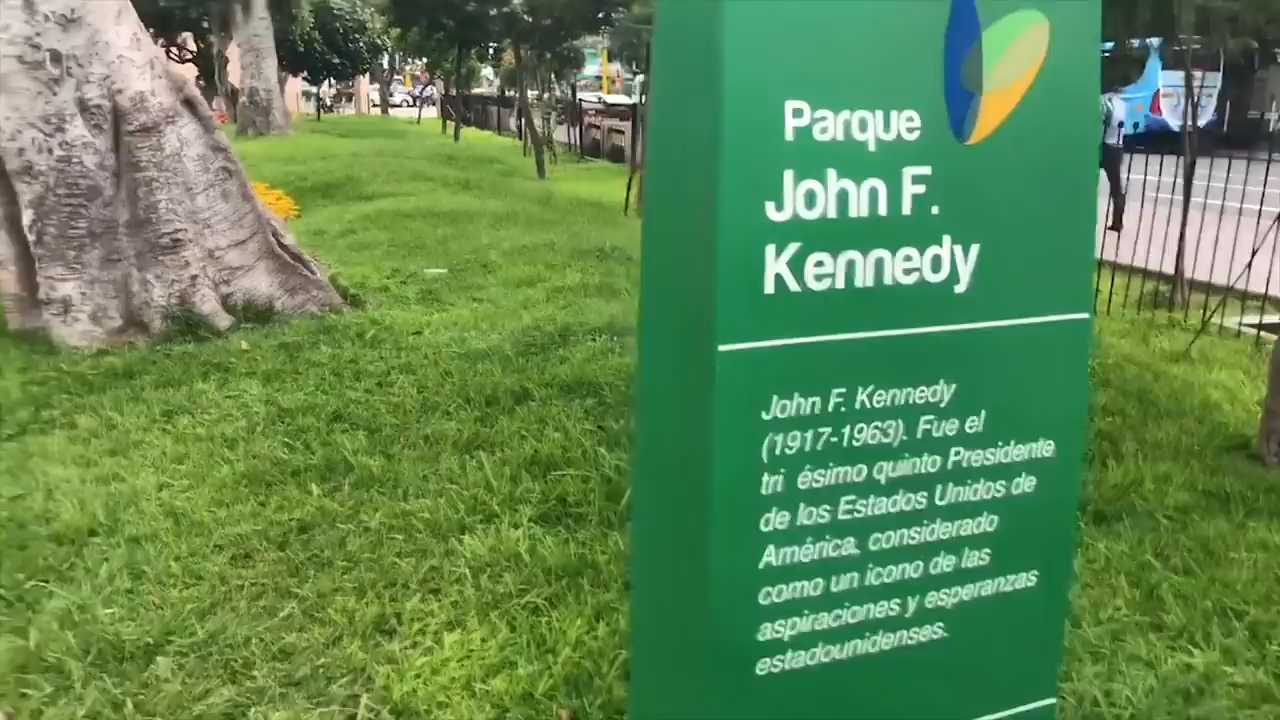 Parque
John F.
Kennedy
John F. Kennedy
(1917-1963). Fue el
tri ésimo quinto Presidente
de los Estados Unidos de
América, considerado
como un icono de las
aspiraciones y esperanzas
estadounidenses.